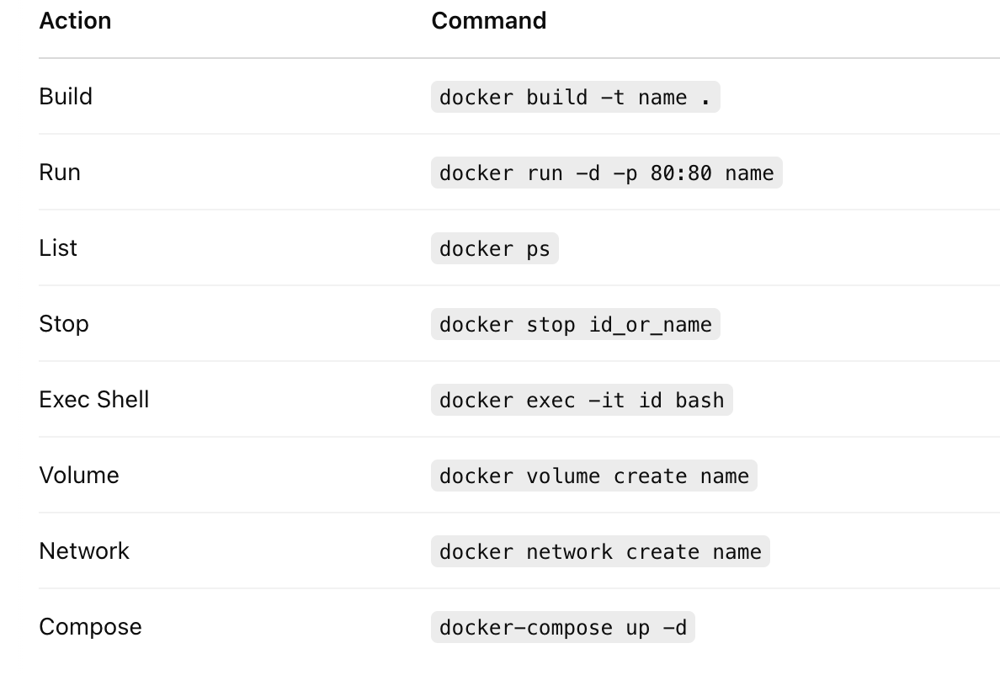 Action Command
Build docker build -t name .
Run docker run -d -p 80:80 name
List docker ps
Stop docker stop id_or_name
Exec Shell docker exec -it id bash
Volume docker volume create name
Network docker network create name
Compose docker-compose up -d